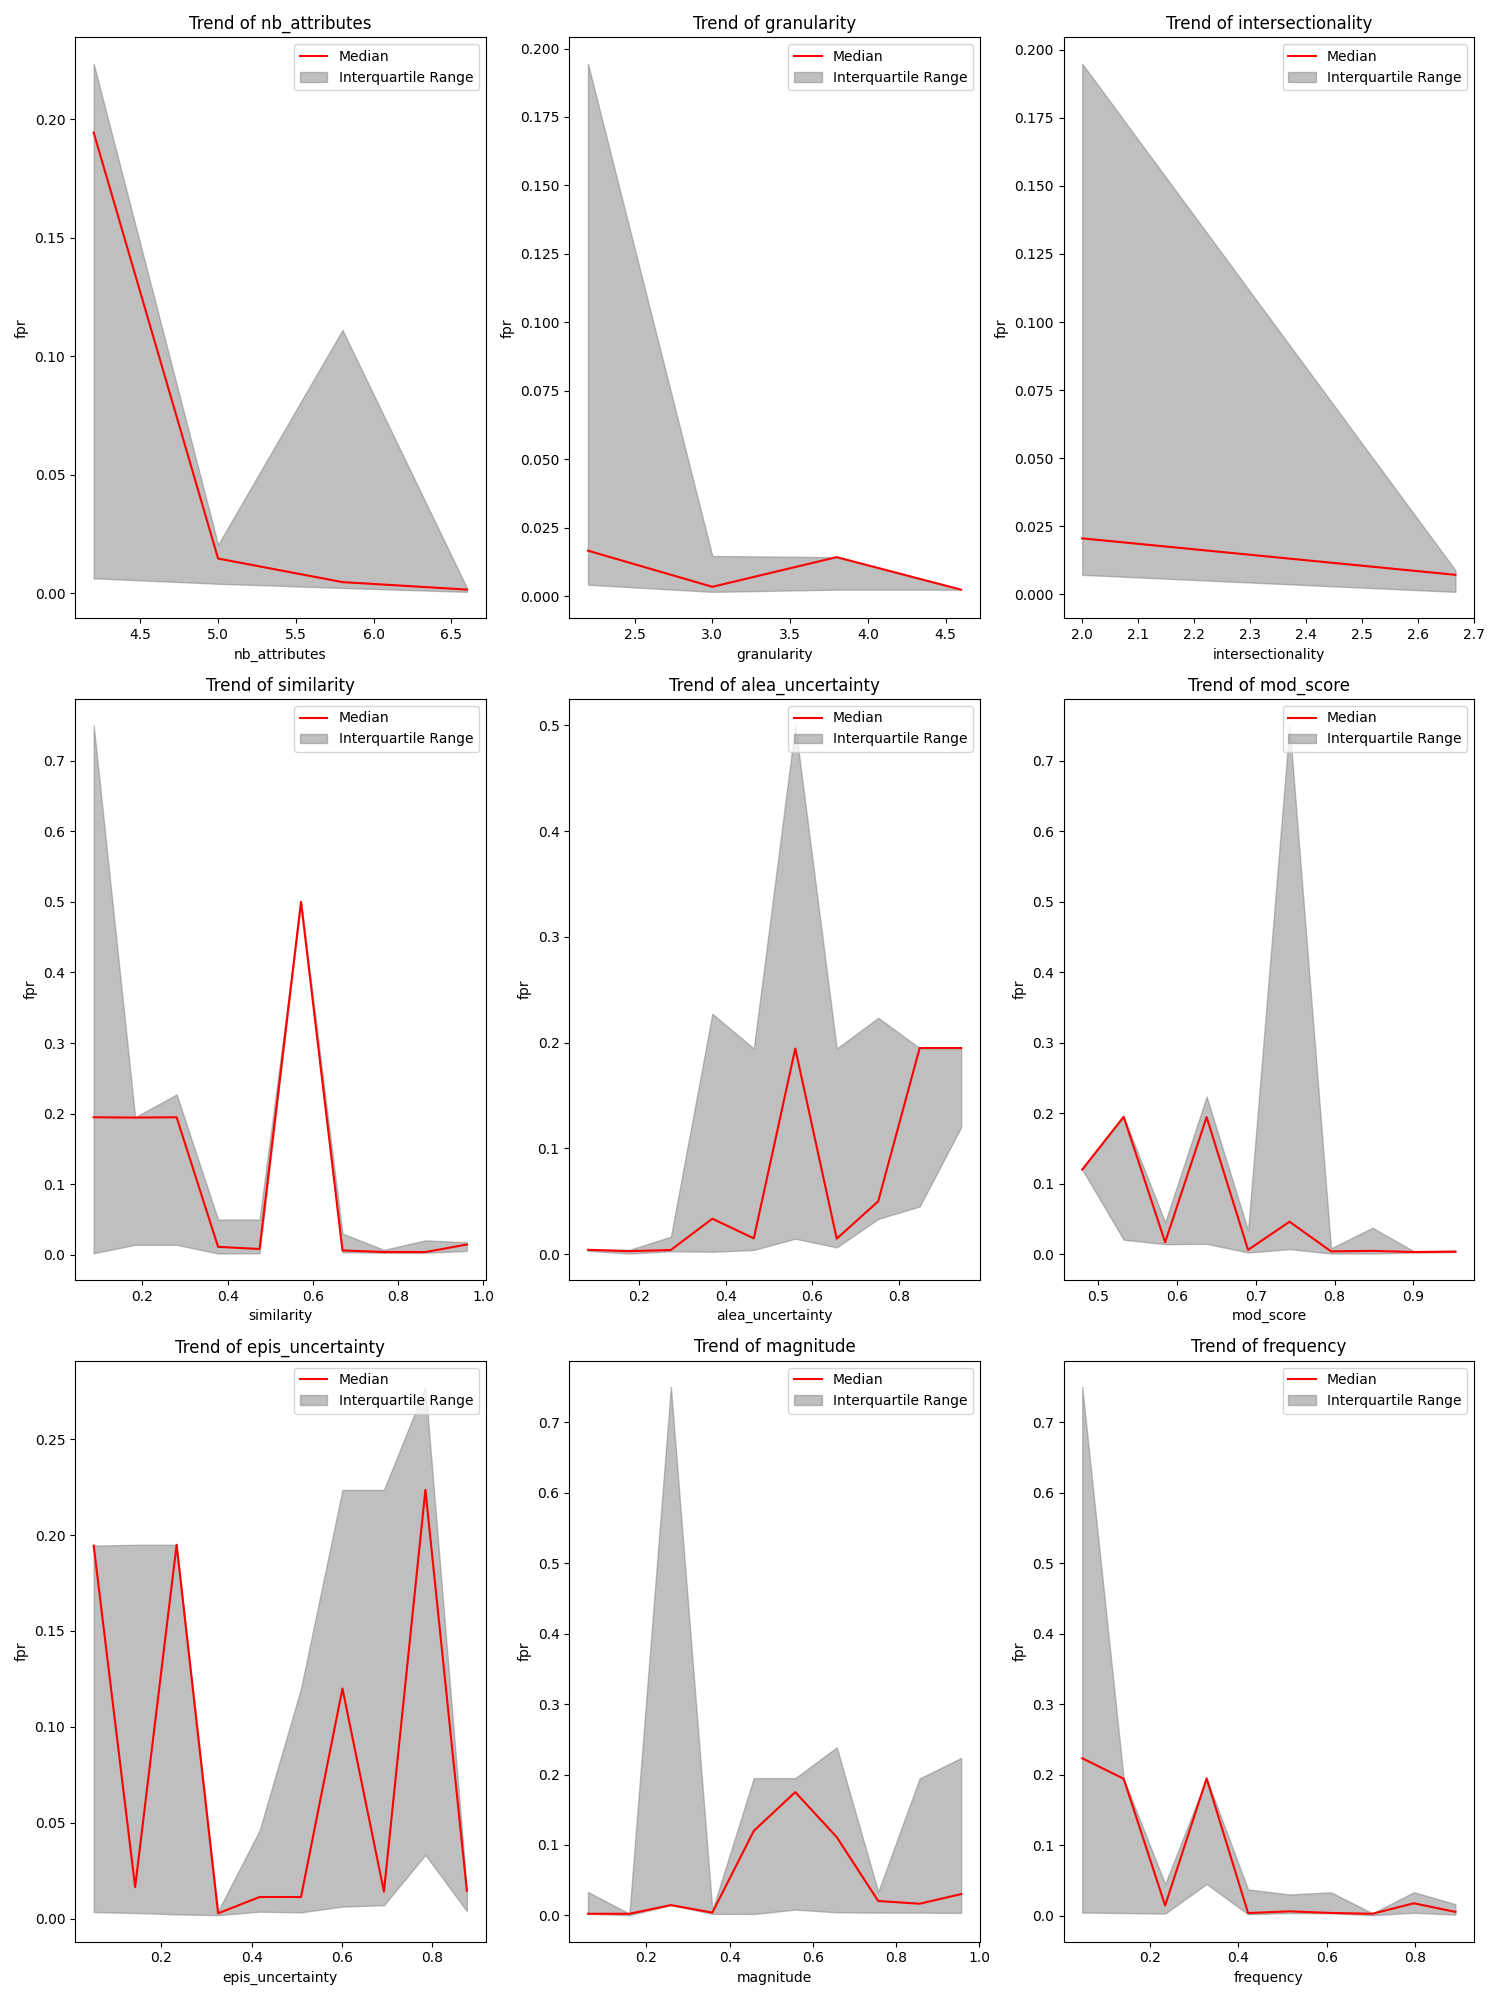 Trend of nb_attributes
Median
Interquartile Range
0.20
0.15
0.10
0.05
0.00
fpr
4.5 5.0 5.5 6.0 6.5
nb_attributes
Trend of granularity
Median
Interquartile Range
0.200
0.175
0.150
0.125
0.100
0.075
0.050
0.025
0.000
fpr
2.5 3.0 3.5 4.0 4.5
granularity
Trend of intersectionality
Median
Interquartile Range
0.200
0.175
0.150
0.125
0.100
0.075
0.050
0.025
0.000
fpr
2.0 2.1 2.2 2.3 2.4 2.5 2.6 2.7
intersectionality
Trend of similarity
Median
Interquartile Range
0.7
0.6
0.5
0.4
0.3
0.2
0.1
0.0
fpr
0.2 0.4 0.6 0.8 1.0
similarity
Trend of alea_uncertainty
Median
Interquartile Range
0.5
0.4
0.3
0.2
0.1
0.0
fpr
0.2 0.4 0.6 0.8
alea_uncertainty
Trend of mod_score
Median
Interquartile Range
0.7
0.6
0.5
0.4
0.3
0.2
0.1
0.0
fpr
0.5 0.6 0.7 0.8 0.9
mod_score
Trend of epis_uncertainty
Median
Interquartile Range
0.25
0.20
0.15
0.10
0.05
0.00
fpr
0.2 0.4 0.6 0.8
epis_uncertainty
Trend of magnitude
Median
Interquartile Range
0.7
0.6
0.5
0.4
0.3
0.2
0.1
0.0
fpr
0.2 0.4 0.6 0.8 1.0
magnitude
Trend of frequency
Median
Interquartile Range
0.7
0.6
0.5
0.4
0.3
0.2
0.1
0.0
fpr
0.2 0.4 0.6 0.8
frequency